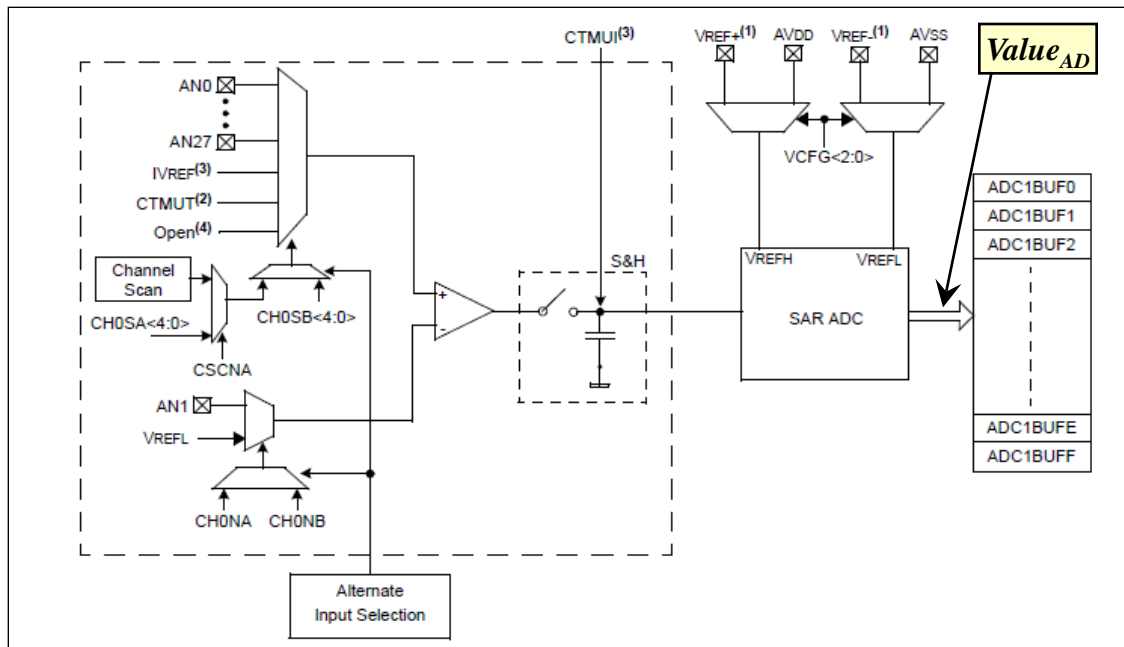 CTMUI(3)
VREF+(1) AVDD VREF-(1) AVSS
Value_AD
AN0
AN27
VCFG<2:0>
IVREF(3)
CTMUT(2)
Open(4)
ADC1BUF0
ADC1BUF1
ADC1BUF2
S&H
VREFH VREFL
Channel
Scan
SAR ADC
CH0SA<4:0>
CH0SB<4:0>
+
-
CSCNA
AN1
VREFL
ADC1BUFE
ADC1BUFF
CH0NA CH0NB
Alternate
Input Selection